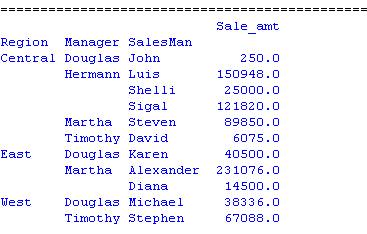 ==============================================
                           Sale_amt
Region  Manager SalesMan
Central Douglas John          250.0
        Hermann Luis       150948.0
                Shelli      25000.0
                Sigal      121820.0
        Martha  Steven      89850.0
        Timothy David        6075.0
East    Douglas Karen       40500.0
        Martha  Alexander  231076.0
                Diana       14500.0
West    Douglas Michael     38336.0
        Timothy Stephen     67088.0